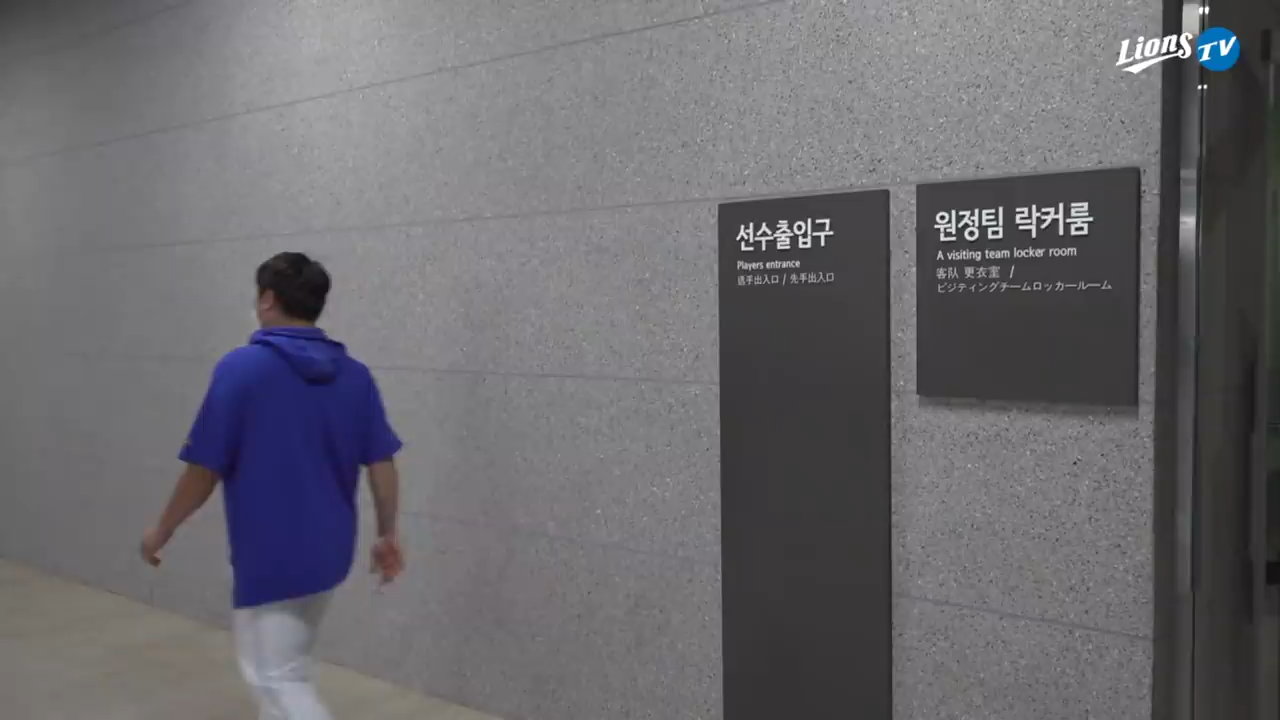 Lions TV
선수출입구
Players entrance
选手出入口 / 先手出入口
원정팀 락커룸
A visiting team locker room
客队 更衣室 /
ビジティングチームロッカールーム